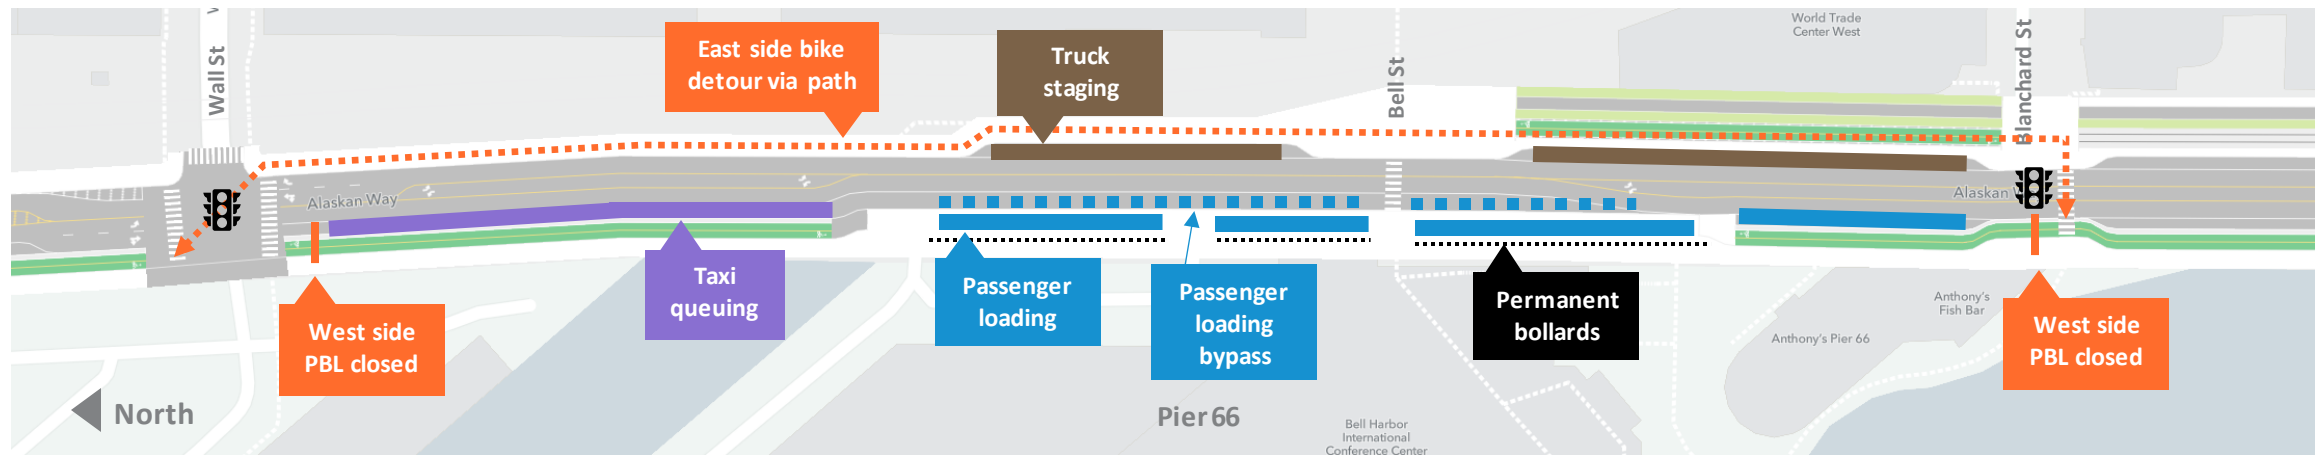 Wall St
East side bike
detour via path
Truck
staging
Bell St
World Trade
Center West
Blanchard St
Alaskan Way
Alaskan
Taxi
queuing
Passenger
loading
Passenger
loading
bypass
Permanent
bollards
West side
PBL closed
West side
PBL closed
Anthony's
Fish Bar
Anthony's Pier 66
North
Pier 66
Bell Harbor
International
Conference Center